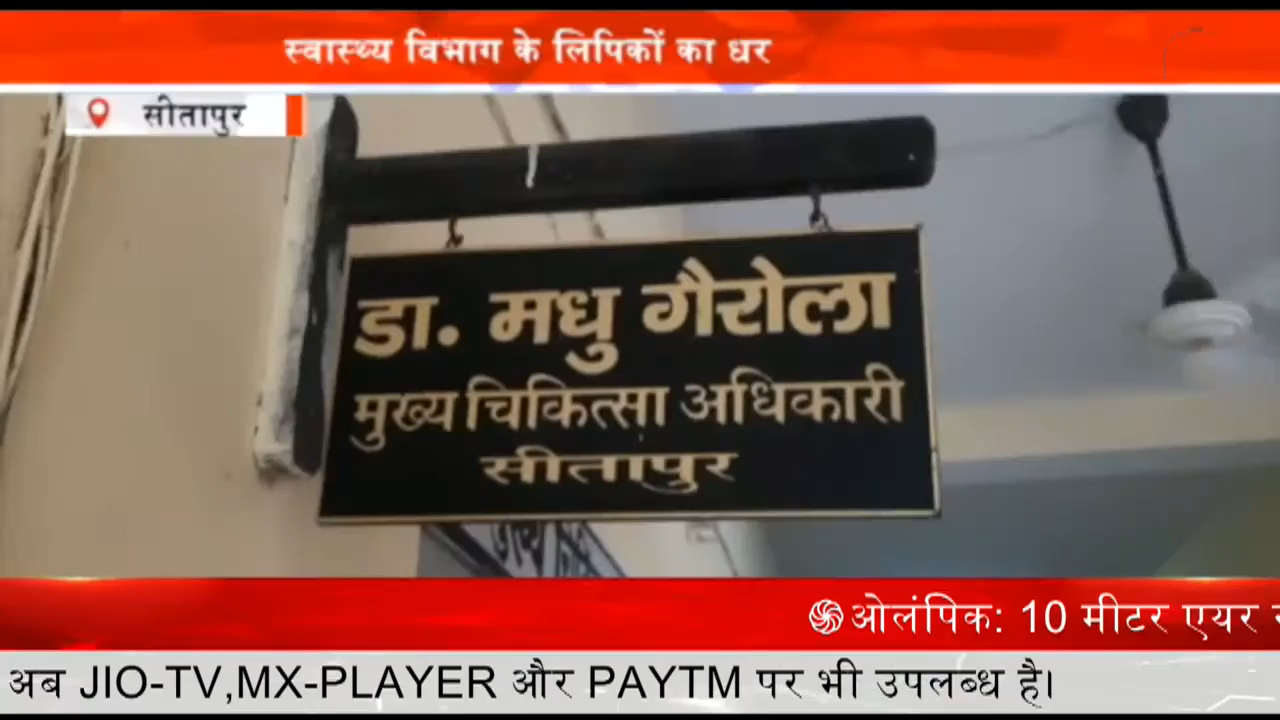 स्वास्थ्य विभाग के लिपिकों का धर
सीतापुर
डा. मधु गैरोला
मुख्य चिकित्सा अधिकारी
सीतापुर
ओलंपिक: 10 मीटर एयर
अब JIO-TV,MX-PLAYER और PAYTM पर भी उपलब्ध है।